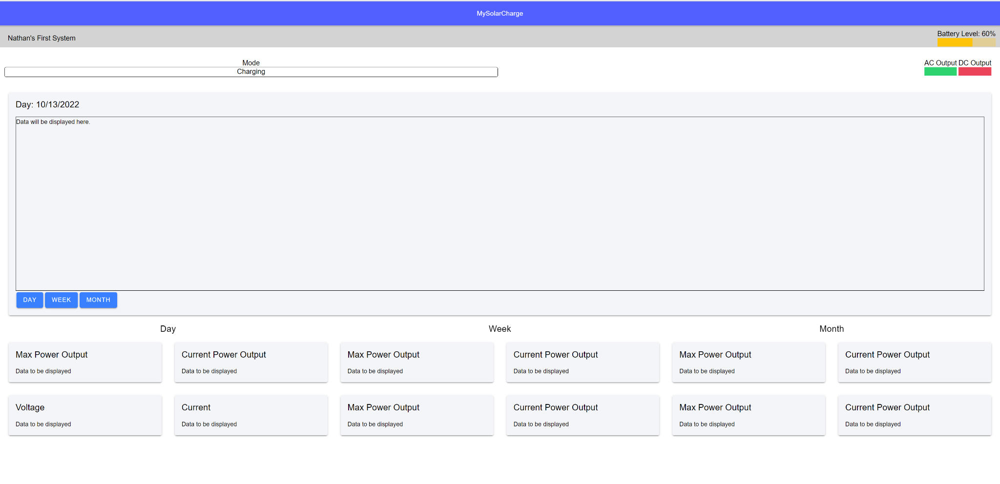 MySolarCharge
Nathan's First System
Battery Level: 60%
Mode
Charging
AC Output DC Output
Day: 10/13/2022
Data will be displayed here.
DAY WEEK MONTH
Day Week Month
Max Power Output Current Power Output Max Power Output Current Power Output Max Power Output Current Power Output
Data to be displayed Data to be displayed Data to be displayed Data to be displayed Data to be displayed Data to be displayed
Voltage Current Max Power Output Current Power Output Max Power Output Current Power Output
Data to be displayed Data to be displayed Data to be displayed Data to be displayed Data to be displayed Data to be displayed